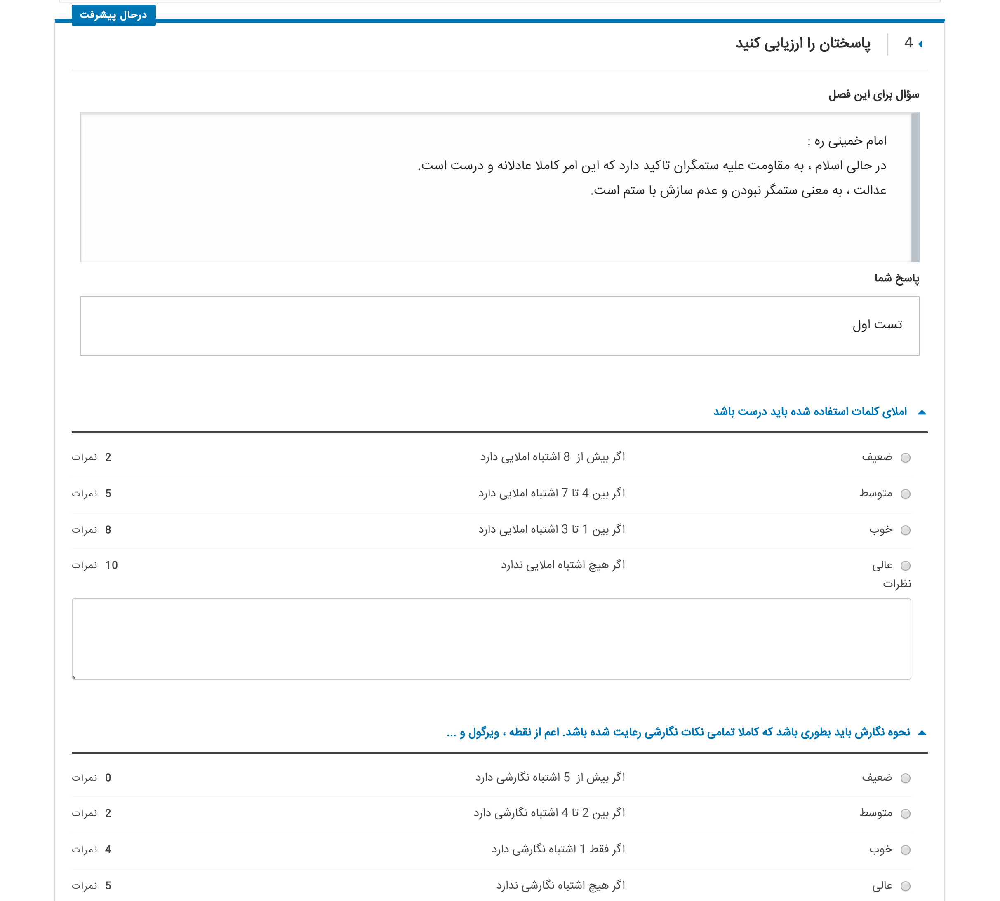 درحال پیشرفت
4 پاسختان را ارزیابی کنید
سؤال برای این فصل
امام خمینی ره :
در حالی اسلام ، به مقاومت علیه ستمگران تاکید دارد که این امر کاملا عادلانه و درست است.
عدالت ، به معنی ستمگر نبودن و عدم سازش با ستم است.
پاسخ شما
تست اول
املای کلمات استفاده شده باید درست باشد
ضعیف اگر بیش از 8 اشتباه املایی دارد 2 نمرات
متوسط اگر بین 4 تا 7 اشتباه املایی دارد 5 نمرات
خوب اگر بین 1 تا 3 اشتباه املایی دارد 8 نمرات
عالی اگر هیچ اشتباه املایی ندارد 10 نمرات
نظرات
نحوه نگارش باید بطوری باشد که کاملا تمامی نکات نگارشی رعایت شده باشد. اعم از نقطه ، ویرگول و ...
ضعیف اگر بیش از 5 اشتباه نگارشی دارد 0 نمرات
متوسط اگر بین 2 تا 4 اشتباه نگارشی دارد 2 نمرات
خوب اگر فقط 1 اشتباه نگارشی دارد 4 نمرات
عالی اگر هیچ اشتباه نگارشی ندارد 5 نمرات